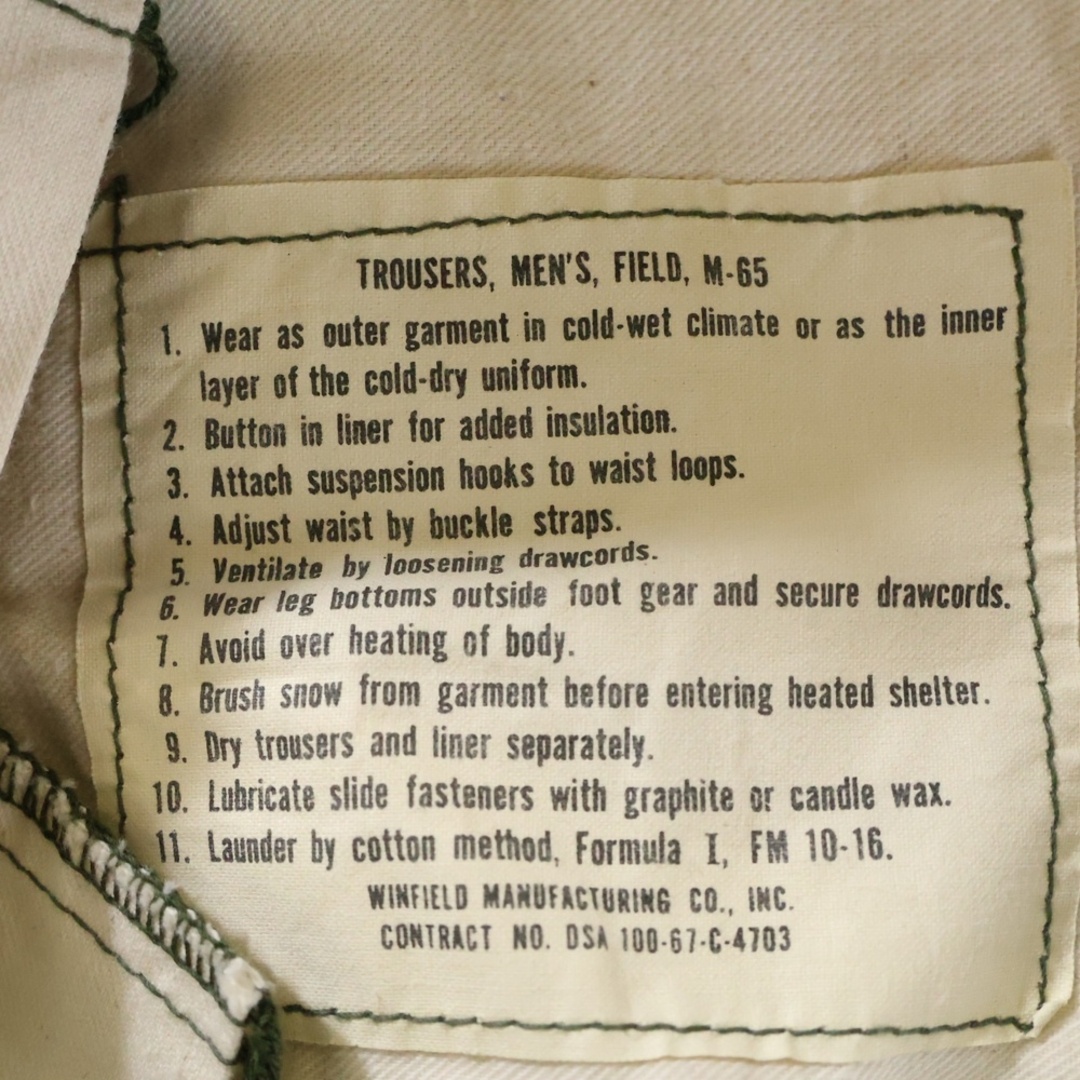 TROUSERS, MEN'S, FIELD, M-65
1. Wear as outer garment in cold-wet climate or as the inner
layer of the cold-dry uniform.
2. Button in liner for added insulation.
3. Attach suspension hooks to waist loops.
4. Adjust waist by buckle straps.
5. Ventilate by loosening drawcords.
6. Wear leg bottoms outside foot gear and secure drawcords.
7. Avoid over heating of body.
8. Brush snow from garment before entering heated shelter.
9. Dry trousers and liner separately.
10. Lubricate slide fasteners with graphite or candle wax.
11. Launder by cotton method, Formula I, FM 10-16.
WINFIELD MANUFACTURING CO., INC.
CONTRACT NO. DSA 100-67-C-4703